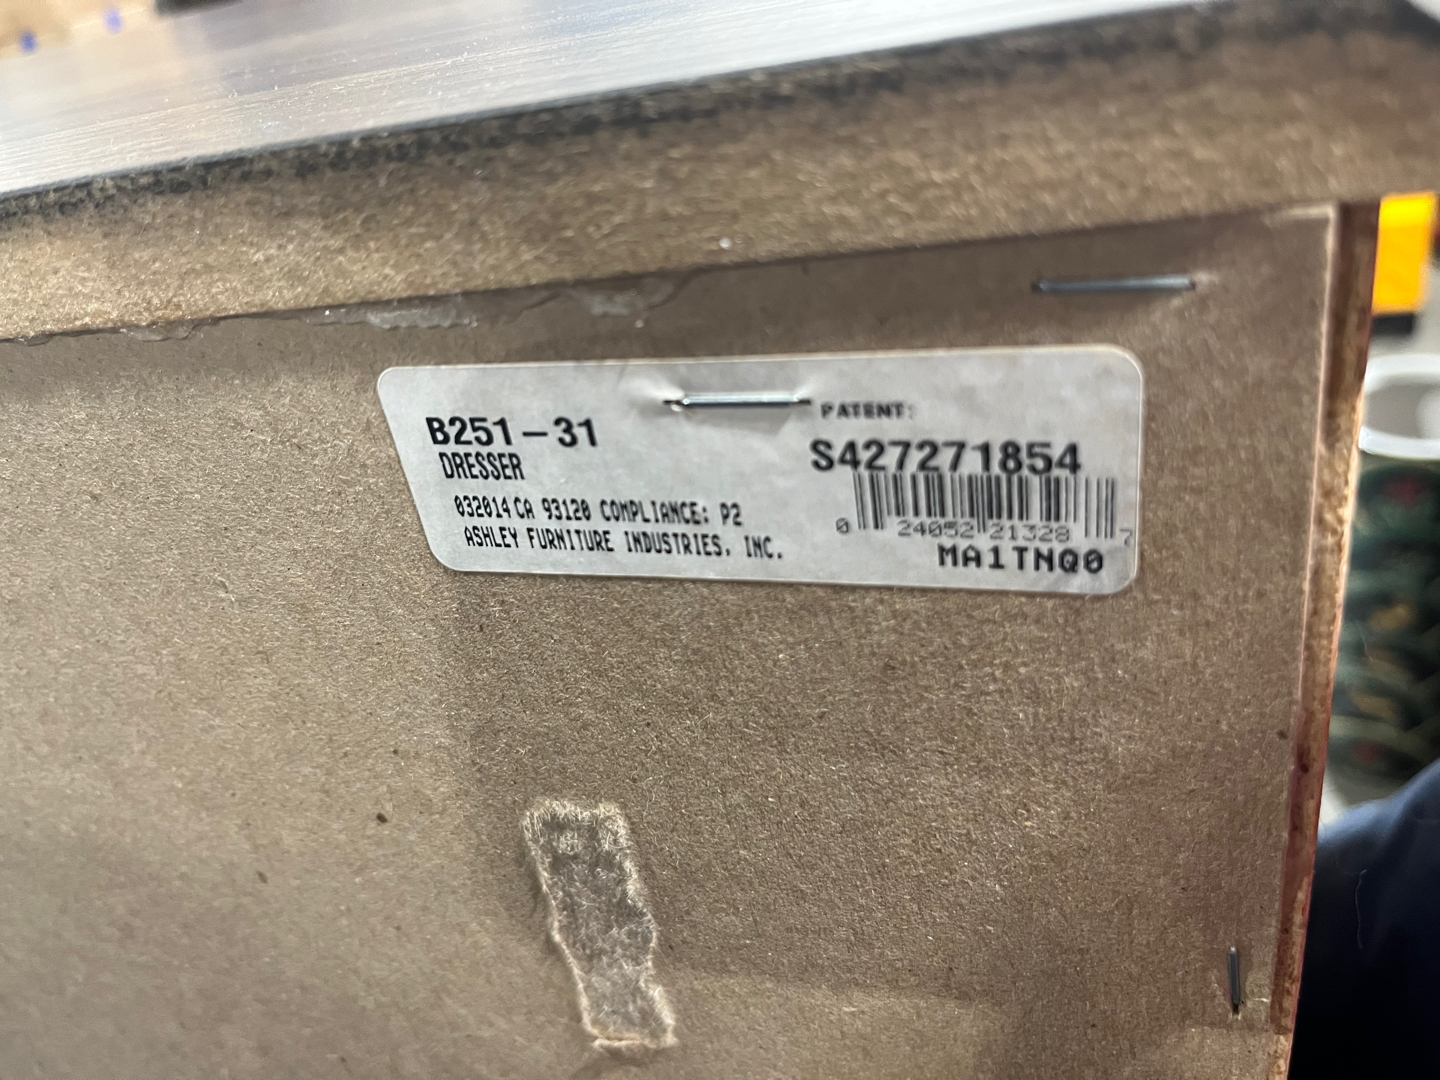 B251-31
DRESSER
032014 CA 93120 COMPLIANCE: P2
ASHLEY FURNITURE INDUSTRIES, INC.
PATENT:
S427271854
0 24052 21328 7
MA1TNQ0